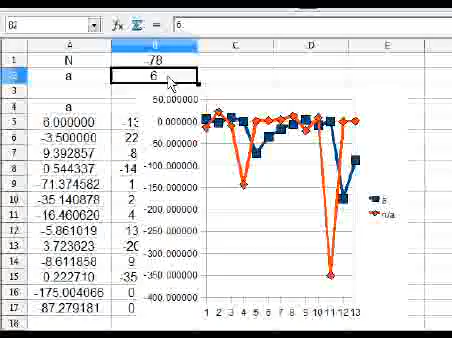 B2 fx Σ = 6
A B C D E
1 N -78
2 a 6
3
4 a
5 6.000000 -13
6 -3.500000 22
7 9.392857 -8
8 0.544337 -14
9 -71.374582 1
10 -35.140878 2
11 -16.460620 4
12 -5.861019 13
13 3.723623 -20
14 -8.611858 9
15 0.222710 -35
16 -175.004066 0
17 -87.279181 0
18
50.000000
0.000000
-50.000000
-100.000000
-150.000000
-200.000000
-250.000000
-300.000000
-350.000000
-400.000000
1 2 3 4 5 6 7 8 9 10 11 12 13
a
n/a